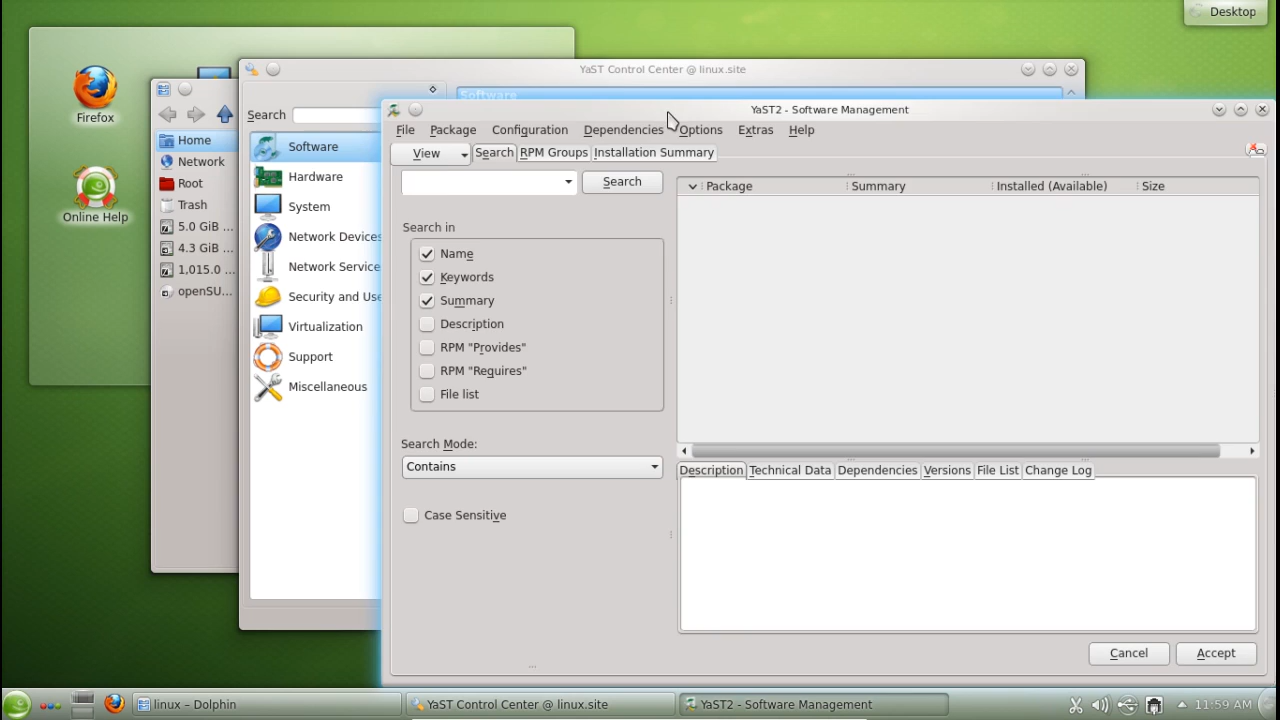 Desktop
Firefox
Online Help
Home
Network
Root
Trash
5.0 GiB ...
4.3 GiB ...
1,015.0 ...
openSU...
YaST Control Center @ linux.site
Search
Software
Software
Hardware
System
Network Devices
Network Service
Security and Use
Virtualization
Support
Miscellaneous
YaST2 - Software Management
File Package Configuration Dependencies Options Extras Help
View Search RPM Groups Installation Summary
Search
Search in
Name
Keywords
Summary
Description
RPM "Provides"
RPM "Requires"
File list
Search Mode:
Contains
Case Sensitive
Package Summary Installed (Available) Size
Description Technical Data Dependencies Versions File List Change Log
Cancel Accept
linux – Dolphin YaST Control Center @ linux.site YaST2 - Software Management 11:59 AM